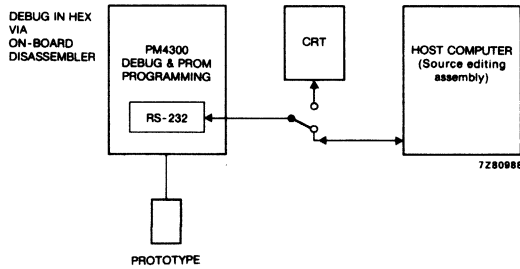 DEBUG IN HEX
VIA
ON-BOARD
DISASSEMBLER
PM4300
DEBUG & PROM
PROGRAMMING
RS-232
CRT
HOST COMPUTER
(Source editing
assembly)
7Z80988
PROTOTYPE